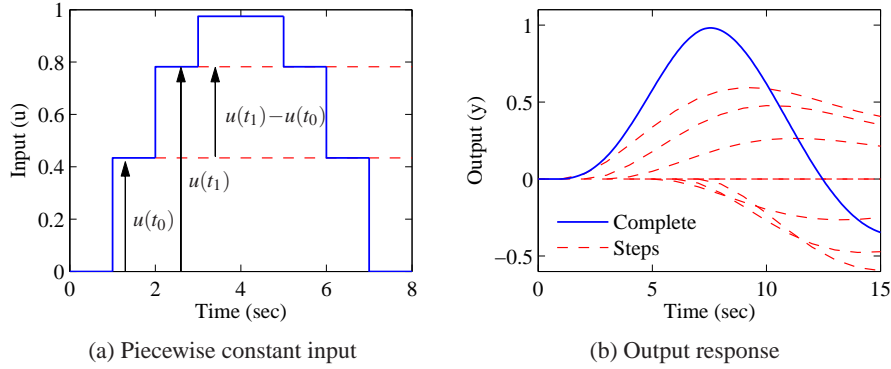 1
0.8
0.6
0.4
0.2
0
Input (u)
u(t₀)
u(t₁)
u(t₁)−u(t₀)
0 2 4 6 8
Time (sec)
(a) Piecewise constant input
1
0.5
0
−0.5
Output (y)
Complete
Steps
0 5 10 15
Time (sec)
(b) Output response